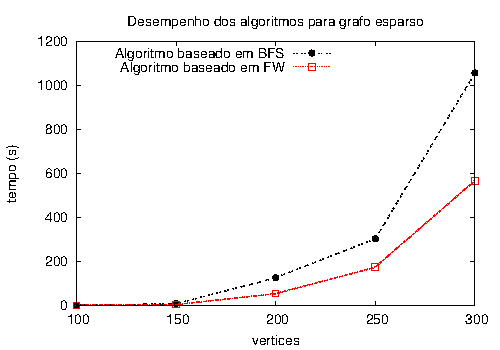 Desempenho dos algoritmos para grafo esparso
1200
1000
800
600
400
200
0
tempo (s)
Algoritmo baseado em BFS
Algoritmo baseado em FW
100 150 200 250 300
vertices